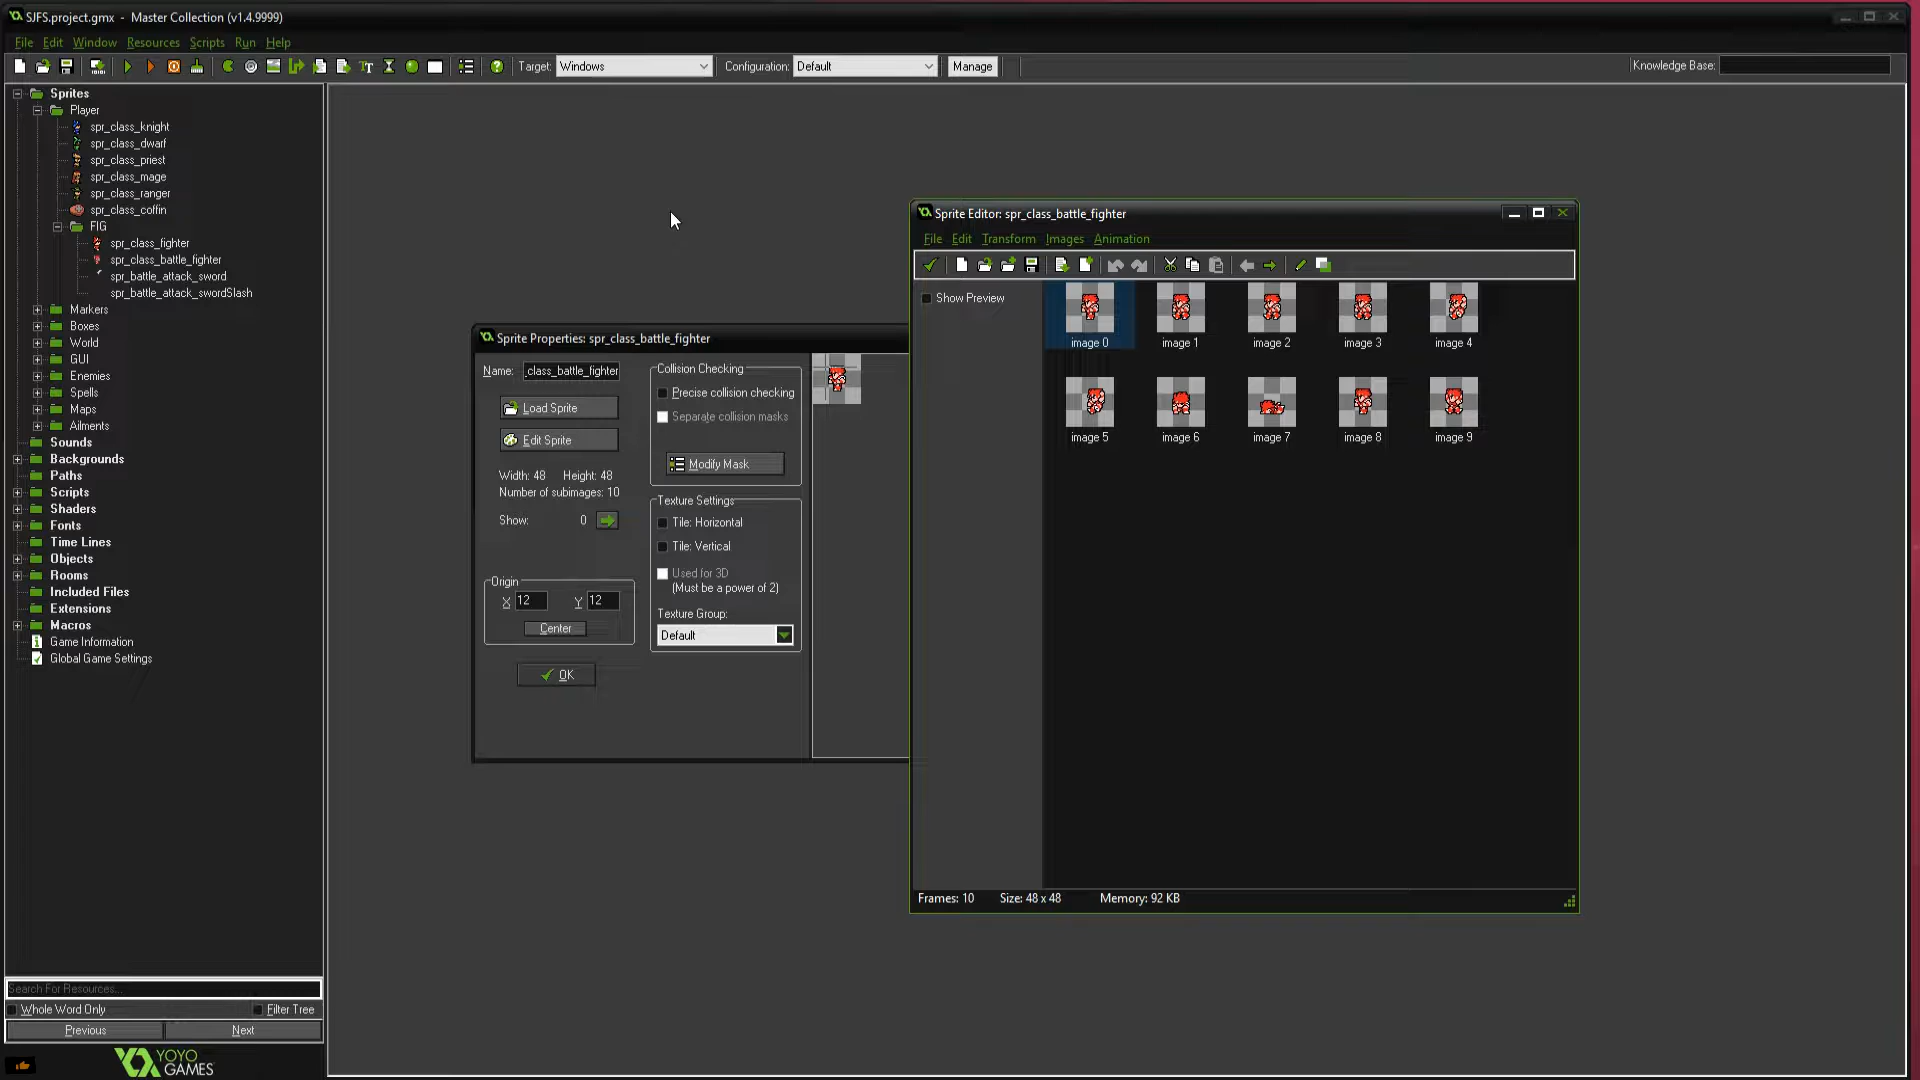 SJFS.project.gmx - Master Collection (v1.4.9999)
File Edit Window Resources Scripts Run Help
Target: Windows Configuration: Default Manage Knowledge Base:
Sprites
Player
spr_class_knight
spr_class_dwarf
spr_class_priest
spr_class_mage
spr_class_ranger
spr_class_coffin
FIG
spr_class_fighter
spr_class_battle_fighter
spr_battle_attack_sword
spr_battle_attack_swordSlash
Markers
Boxes
World
GUI
Enemies
Spells
Maps
Ailments
Sounds
Backgrounds
Paths
Scripts
Shaders
Fonts
Time Lines
Objects
Rooms
Included Files
Extensions
Macros
Game Information
Global Game Settings
Search For Resources...
Whole Word Only Filter Tree
Previous Next
YOYO
GAMES
Sprite Properties: spr_class_battle_fighter
Name: _class_battle_fighter
Load Sprite
Edit Sprite
Width: 48 Height: 48
Number of subimages: 10
Show: 0
Origin
X 12 Y 12
Center
OK
Collision Checking
Precise collision checking
Separate collision masks
Modify Mask
Texture Settings
Tile: Horizontal
Tile: Vertical
Used for 3D
(Must be a power of 2)
Texture Group:
Default
Sprite Editor: spr_class_battle_fighter
File Edit Transform Images Animation
Show Preview
image 0 image 1 image 2 image 3 image 4
image 5 image 6 image 7 image 8 image 9
Frames: 10 Size: 48 x 48 Memory: 92 KB